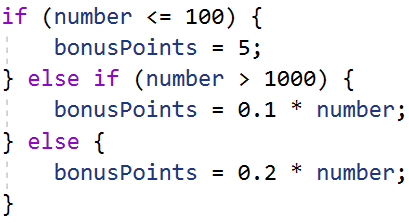 if (number <= 100) {
    bonusPoints = 5;
} else if (number > 1000) {
    bonusPoints = 0.1 * number;
} else {
    bonusPoints = 0.2 * number;
}